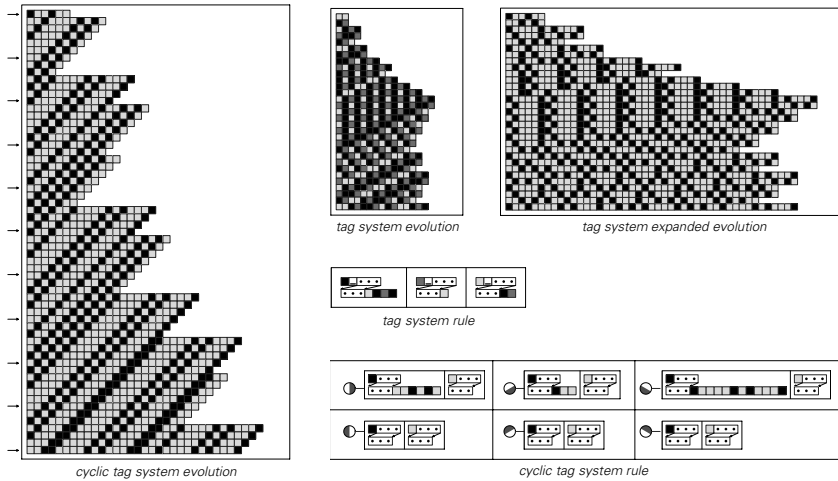 tag system evolution
tag system expanded evolution
tag system rule
cyclic tag system evolution
cyclic tag system rule